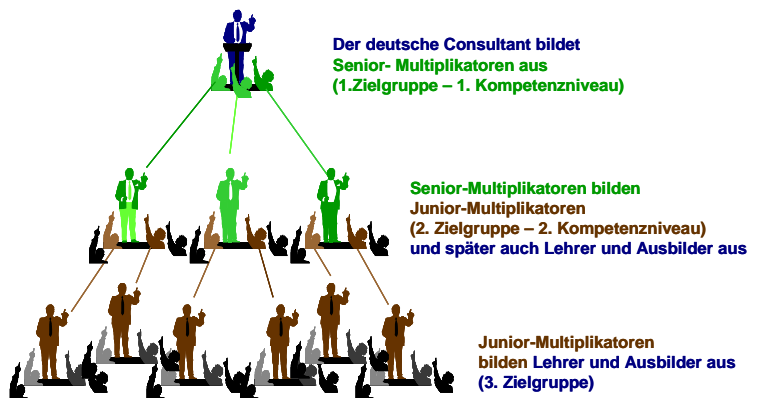 Der deutsche Consultant bildet
Senior- Multiplikatoren aus
(1.Zielgruppe – 1. Kompetenzniveau)
Senior-Multiplikatoren bilden
Junior-Multiplikatoren
(2. Zielgruppe – 2. Kompetenzniveau)
und später auch Lehrer und Ausbilder aus
Junior-Multiplikatoren
bilden Lehrer und Ausbilder aus
(3. Zielgruppe)